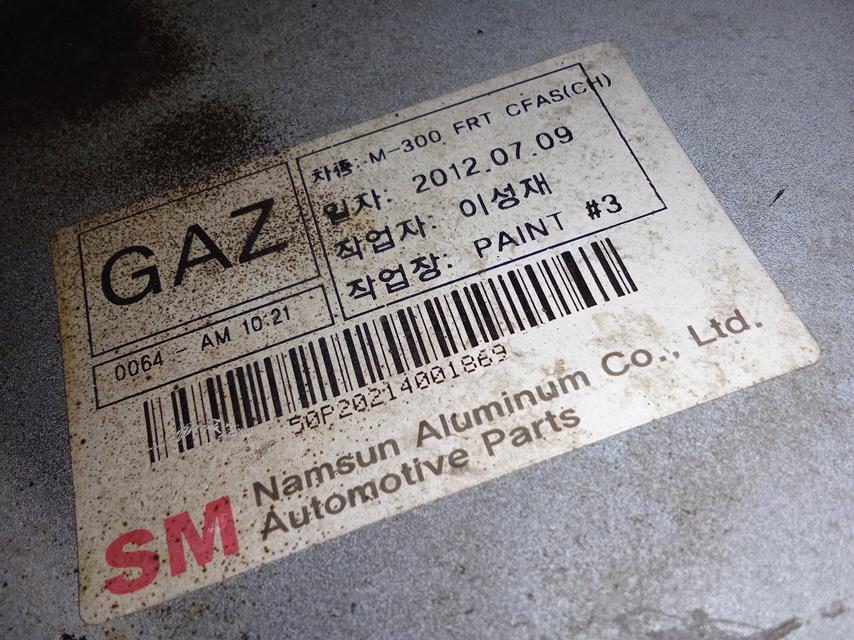 GAZ
차종: M-300 FRT CFAS(CH)
일자: 2012.07.09
작업자: 이성재
작업장: PAINT #3
0064 - AM 10:21
50P20214001869
SM
Namsun Aluminum Co., Ltd.
Automotive Parts